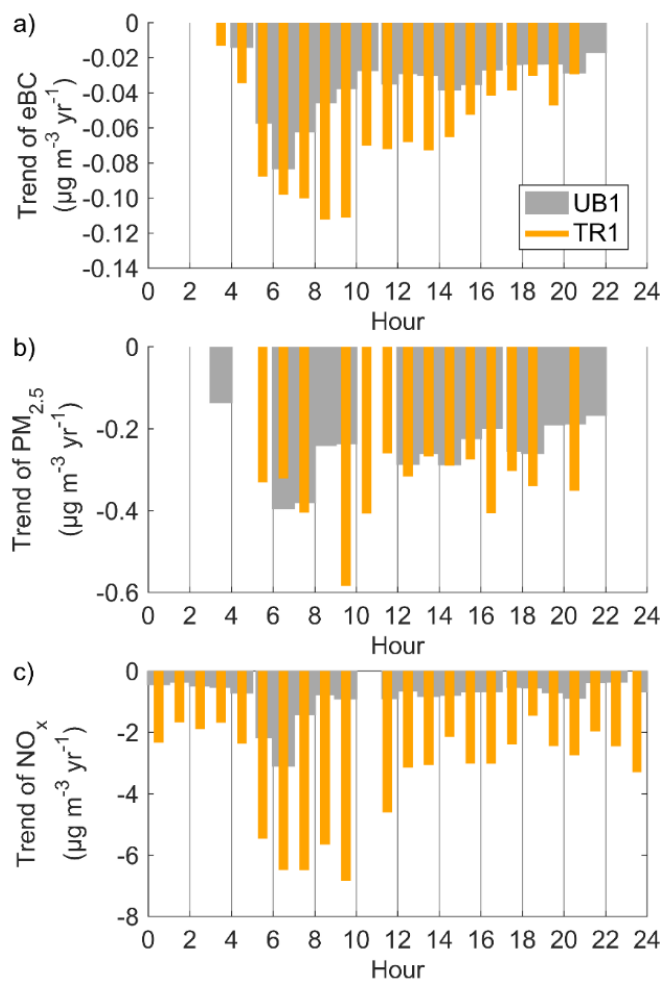 a)
0
-0.02
-0.04
-0.06
-0.08
-0.10
-0.12
-0.14
Trend of eBC
(µg m⁻³ yr⁻¹)
UB1
TR1
0 2 4 6 8 10 12 14 16 18 20 22 24
Hour
b)
0
-0.2
-0.4
-0.6
Trend of PM₂.₅
(µg m⁻³ yr⁻¹)
0 2 4 6 8 10 12 14 16 18 20 22 24
Hour
c)
0
-2
-4
-6
-8
Trend of NOₓ
(µg m⁻³ yr⁻¹)
0 2 4 6 8 10 12 14 16 18 20 22 24
Hour